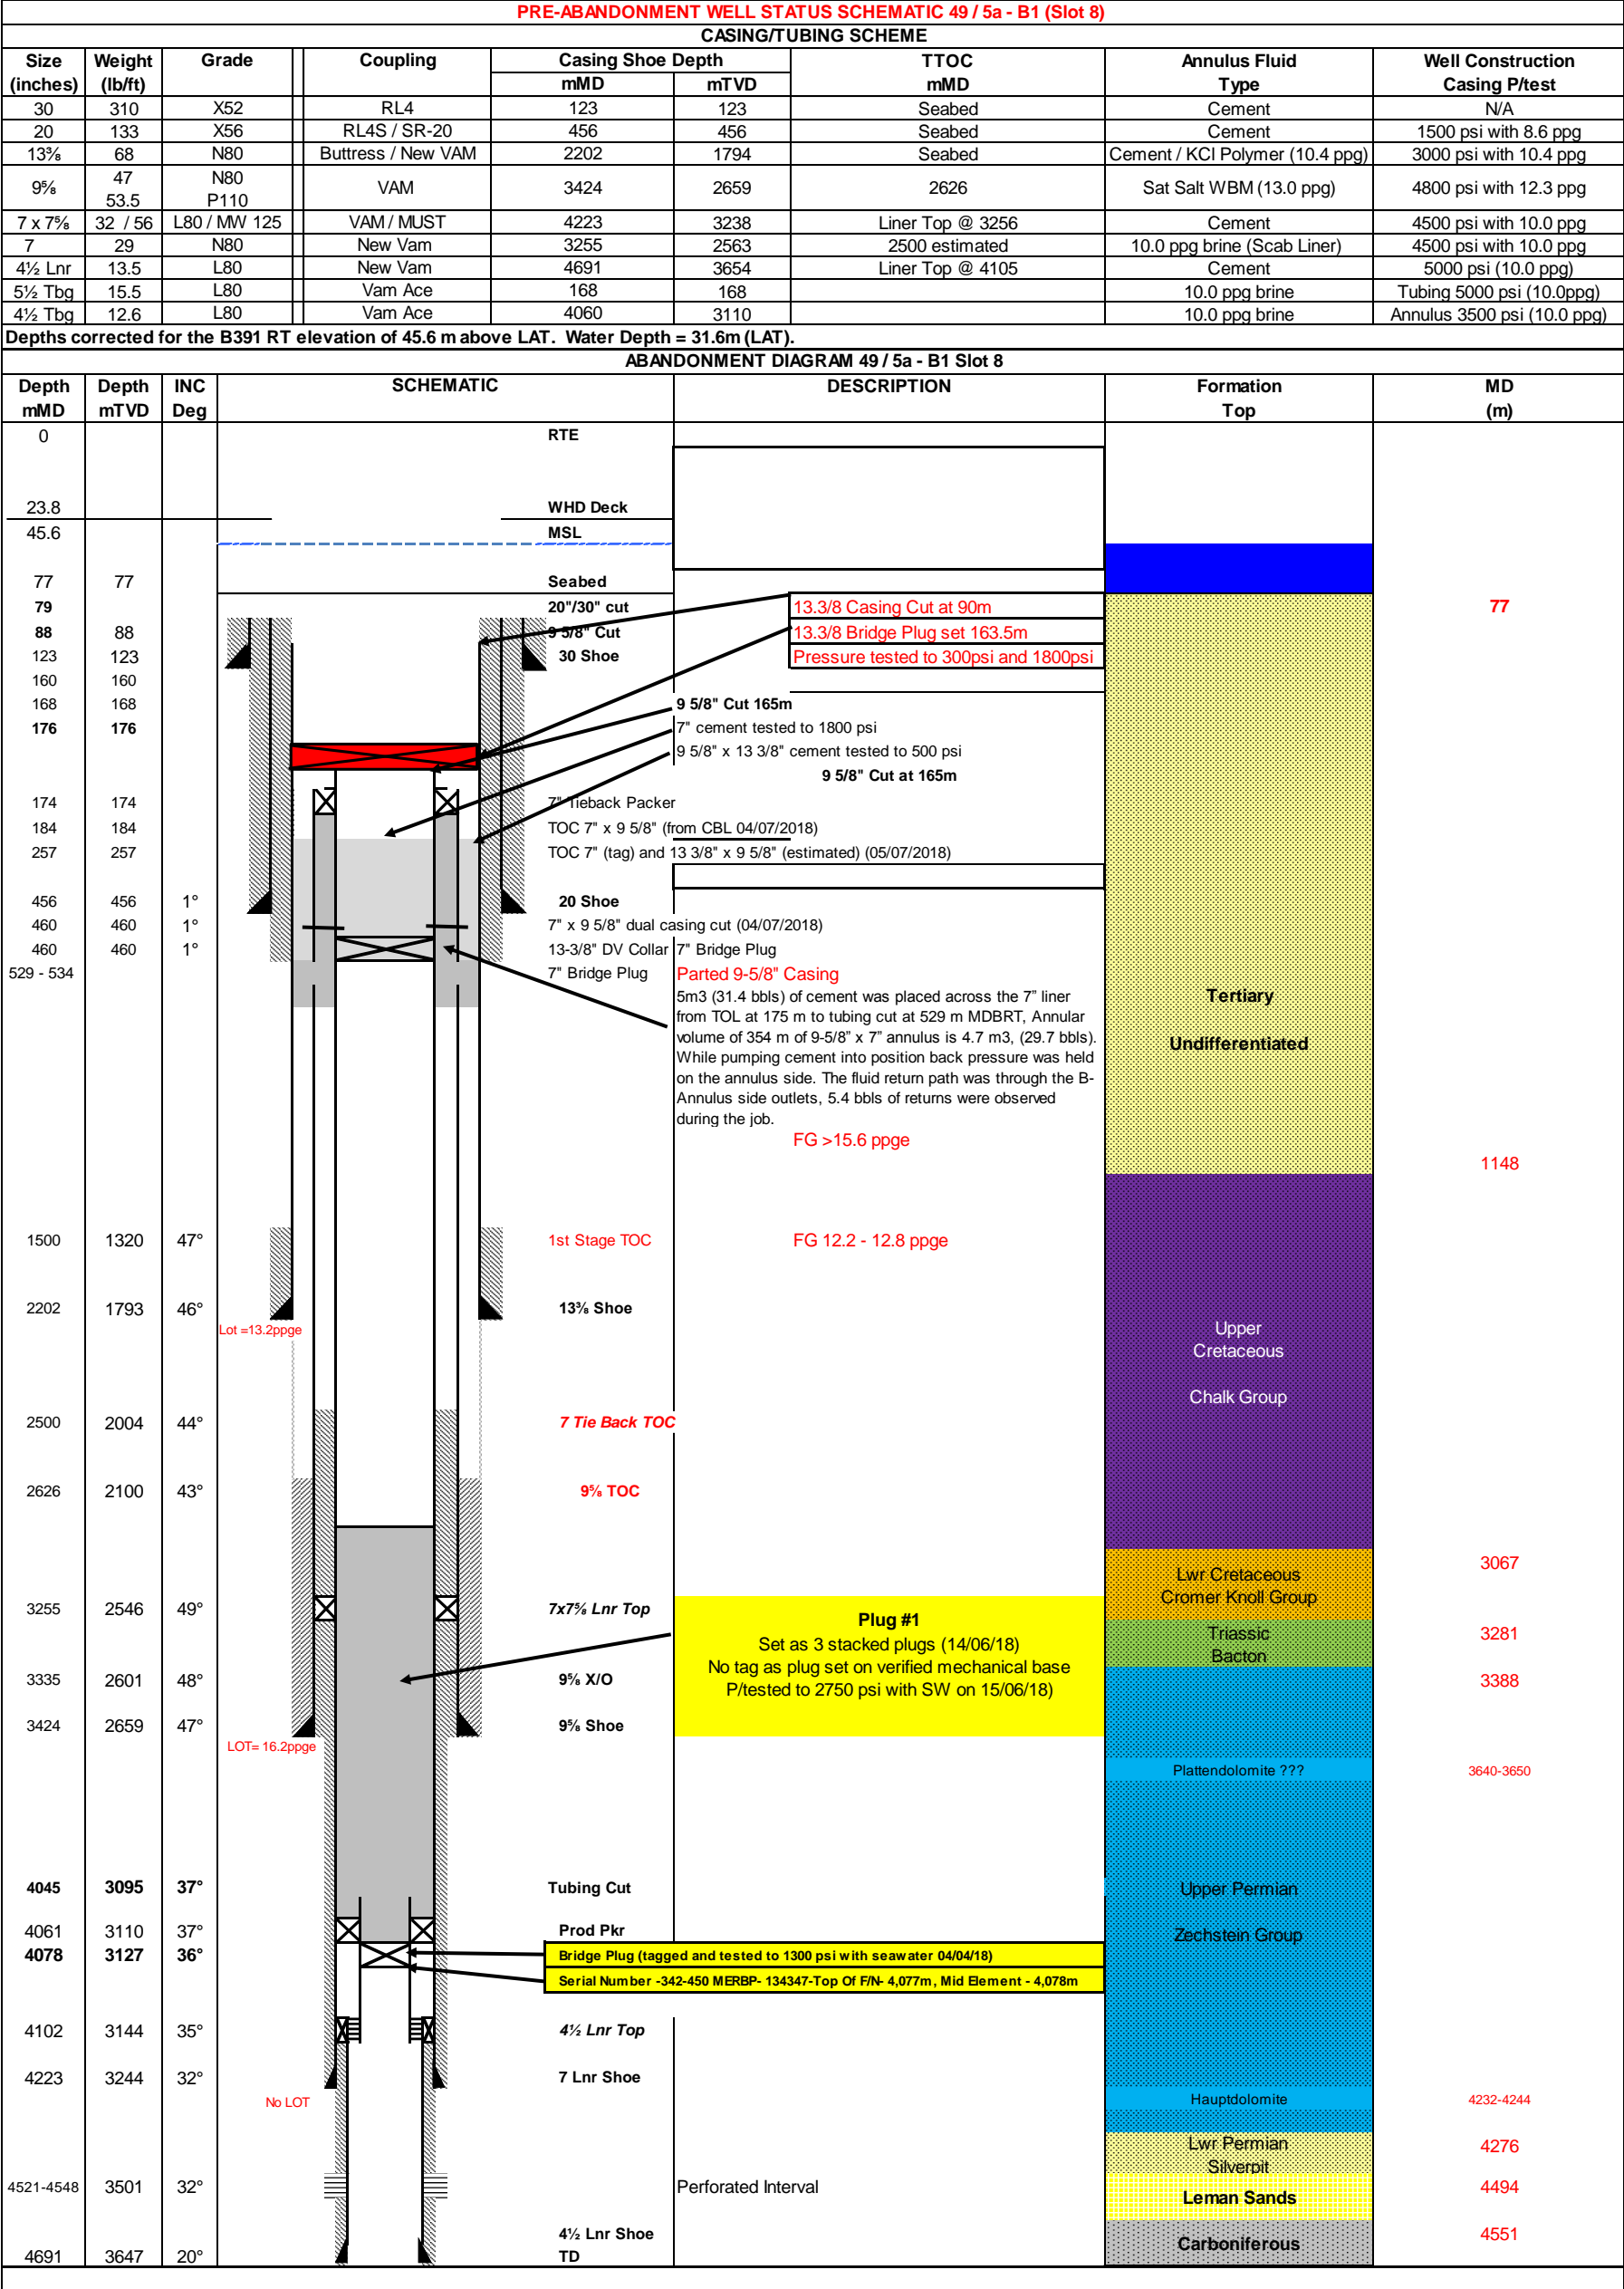 PRE-ABANDONMENT WELL STATUS SCHEMATIC 49 / 5a - B1 (Slot 8)
CASING/TUBING SCHEME
Size Weight Grade Coupling Casing Shoe Depth TTOC Annulus Fluid Well Construction
(inches) (lb/ft) mMD mTVD mMD Type Casing P/test
30 310 X52 RL4 123 123 Seabed Cement N/A
20 133 X56 RL4S / SR-20 456 456 Seabed Cement 1500 psi with 8.6 ppg
13⅜ 68 N80 Buttress / New VAM 2202 1794 Seabed Cement / KCl Polymer (10.4 ppg) 3000 psi with 10.4 ppg
9⅝ 47 N80 VAM 3424 2659 2626 Sat Salt WBM (13.0 ppg) 4800 psi with 12.3 ppg
53.5 P110
7 x 7⅝ 32 / 56 L80 / MW 125 VAM / MUST 4223 3238 Liner Top @ 3256 Cement 4500 psi with 10.0 ppg
7 29 N80 New Vam 3255 2563 2500 estimated 10.0 ppg brine (Scab Liner) 4500 psi with 10.0 ppg
4½ Lnr 13.5 L80 New Vam 4691 3654 Liner Top @ 4105 Cement 5000 psi (10.0 ppg)
5½ Tbg 15.5 L80 Vam Ace 168 168 10.0 ppg brine Tubing 5000 psi (10.0ppg)
4½ Tbg 12.6 L80 Vam Ace 4060 3110 10.0 ppg brine Annulus 3500 psi (10.0 ppg)
Depths corrected for the B391 RT elevation of 45.6 m above LAT. Water Depth = 31.6m (LAT).
ABANDONMENT DIAGRAM 49 / 5a - B1 Slot 8
Depth Depth INC SCHEMATIC DESCRIPTION Formation MD
mMD mTVD Deg Top (m)
0 RTE
23.8 WHD Deck
45.6 MSL
77 77 Seabed
79 20"/30" cut 13.3/8 Casing Cut at 90m 77
88 88 9 5/8" Cut 13.3/8 Bridge Plug set 163.5m
123 123 30 Shoe Pressure tested to 300psi and 1800psi
160 160
168 168 9 5/8" Cut 165m
176 176 7" cement tested to 1800 psi
9 5/8" x 13 3/8" cement tested to 500 psi
9 5/8" Cut at 165m
174 174 7" Tieback Packer
184 184 TOC 7" x 9 5/8" (from CBL 04/07/2018)
257 257 TOC 7" (tag) and 13 3/8" x 9 5/8" (estimated) (05/07/2018)
456 456 1° 20 Shoe
460 460 1° 7" x 9 5/8" dual casing cut (04/07/2018)
460 460 1° 13-3/8" DV Collar 7" Bridge Plug
529 - 534 7" Bridge Plug Parted 9-5/8" Casing
5m3 (31.4 bbls) of cement was placed across the 7" liner
from TOL at 175 m to tubing cut at 529 m MDBRT, Annular
volume of 354 m of 9-5/8" x 7" annulus is 4.7 m3, (29.7 bbls).
While pumping cement into position back pressure was held
on the annulus side. The fluid return path was through the B-
Annulus side outlets, 5.4 bbls of returns were observed
during the job.
Tertiary
Undifferentiated
FG >15.6 ppge
1148
1500 1320 47° 1st Stage TOC FG 12.2 - 12.8 ppge
2202 1793 46° 13⅜ Shoe
Lot =13.2ppge
Upper
Cretaceous
Chalk Group
2500 2004 44° 7 Tie Back TOC
2626 2100 43° 9⅝ TOC
3067
Lwr Cretaceous
Cromer Knoll Group
3255 2546 49° 7x7⅝ Lnr Top
Plug #1
Set as 3 stacked plugs (14/06/18)
No tag as plug set on verified mechanical base
P/tested to 2750 psi with SW on 15/06/18)
Triassic 3281
Bacton
3335 2601 48° 9⅝ X/O 3388
3424 2659 47° 9⅝ Shoe
LOT= 16.2ppge
Plattendolomite ??? 3640-3650
4045 3095 37° Tubing Cut Upper Permian
4061 3110 37° Prod Pkr Zechstein Group
4078 3127 36° Bridge Plug (tagged and tested to 1300 psi with seawater 04/04/18)
Serial Number -342-450 MERBP- 134347-Top Of F/N- 4,077m, Mid Element - 4,078m
4102 3144 35° 4½ Lnr Top
4223 3244 32° 7 Lnr Shoe
No LOT Hauptdolomite 4232-4244
Lwr Permian 4276
Silverpit
4521-4548 3501 32° Perforated Interval Leman Sands 4494
4½ Lnr Shoe Carboniferous 4551
4691 3647 20° TD